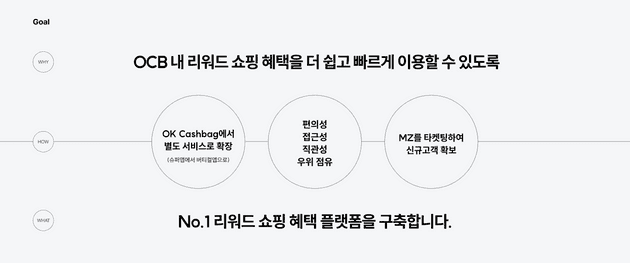 Goal
WHY
OCB 내 리워드 쇼핑 혜택을 더 쉽고 빠르게 이용할 수 있도록
HOW
OK Cashbag에서
별도 서비스로 확장
(슈퍼앱에서 버티컬앱으로)
편의성
접근성
직관성
우위 점유
MZ를 타켓팅하여
신규고객 확보
WHAT
No.1 리워드 쇼핑 혜택 플랫폼을 구축합니다.